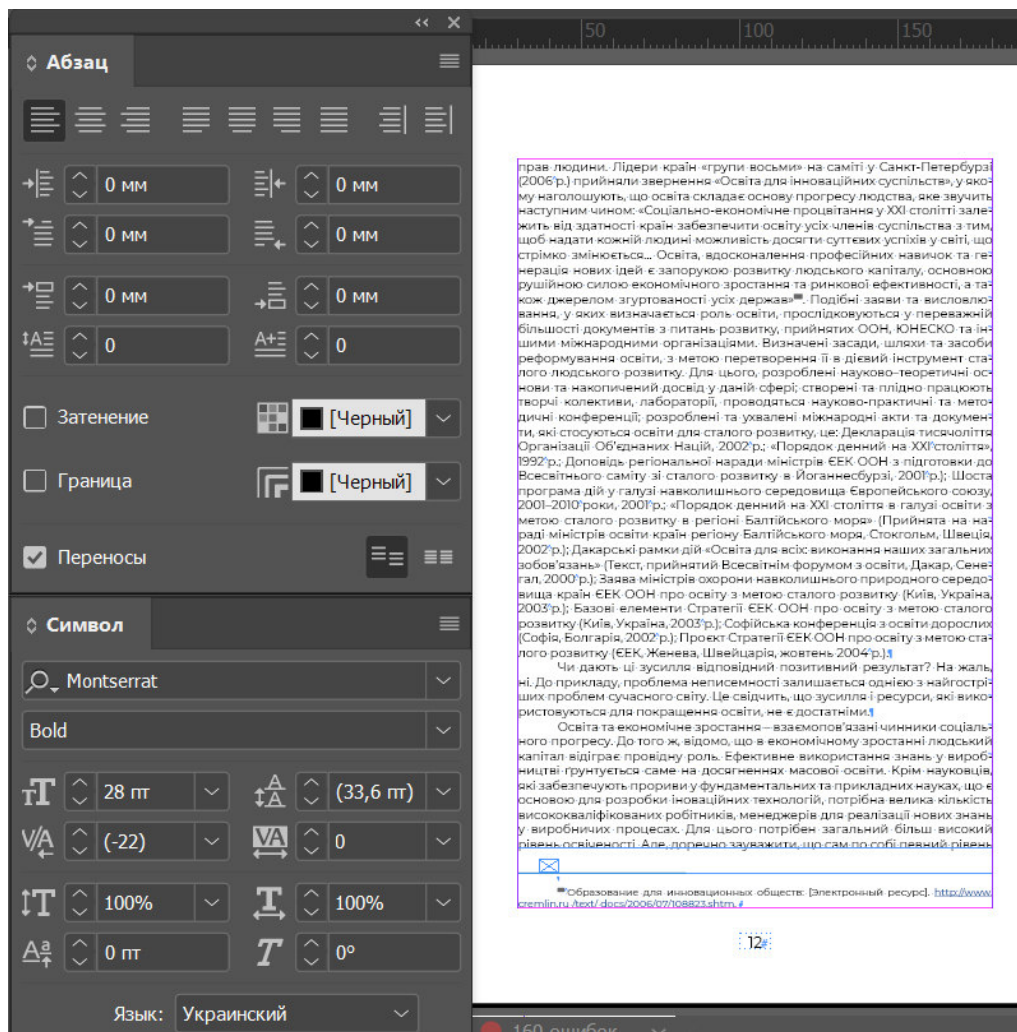 Абзац
0 мм
0 мм
0 мм
0 мм
0 мм
0 мм
0
0
Затенение
[Черный]
Граница
[Черный]
Переносы
Символ
Montserrat
Bold
28 пт
(33,6 пт)
(-22)
0
100%
100%
0 пт
0°
Язык: Украинский
50 100 150
прав людини. Лідери країн «групи восьми» на саміті у Санкт-Петербурзі
(2006 р.) прийняли звернення «Освіта для інноваційних суспільств», у яко-
му наголошують, що освіта складає основу прогресу людства, яке звучить
наступним чином: «Соціально-економічне процвітання у XXI столітті зале-
жить від здатності країн забезпечити освіту усіх членів суспільства з тим,
щоб надати кожній людині можливість досягти суттєвих успіхів у світі, що
стрімко змінюється... Освіта, вдосконалення професійних навичок та ге-
нерація нових ідей є запорукою розвитку людського капіталу, основною
рушійною силою економічного зростання та ринкової ефективності, а та-
кож джерелом згуртованості усіх держав» . Подібні заяви та висловлю-
вання, у яких визначається роль освіти, прослідковуються у переважній
більшості документів з питань розвитку, прийнятих ООН, ЮНЕСКО та ін-
шими міжнародними організаціями. Визначені засади, шляхи та засоби
реформування освіти, з метою перетворення її в дієвий інструмент ста-
лого людського розвитку. Для цього, розроблені науково–теоретичні ос-
нови та накопичений досвід у даній сфері; створені та плідно працюють
творчі колективи, лабораторії, проводяться науково-практичні та мето-
дичні конференції; розроблені та ухвалені міжнародні акти та докумен-
ти, які стосуються освіти для сталого розвитку, це: Декларація тисячоліття
Організації Об'єднаних Націй, 2002 р.; «Порядок денний на XXI століття»,
1992 р.; Доповідь регіональної наради міністрів ЄЕК ООН з підготовки до
Всесвітнього саміту зі сталого розвитку в Йоганнесбурзі, 2001 р.); Шоста
програма дій у галузі навколишнього середовища Європейського союзу,
2001–2010 роки, 2001 р.; «Порядок денний на XXI століття в галузі освіти з
метою сталого розвитку в регіоні Балтійського моря» (Прийнята на на-
раді міністрів освіти країн регіону Балтійського моря, Стокгольм, Швеція,
2002 р.); Дакарські рамки дій «Освіта для всіх: виконання наших загальних
зобов'язань» (Текст, прийнятий Всесвітнім форумом з освіти, Дакар, Сене-
гал, 2000 р.); Заява міністрів охорони навколишнього природного середо-
вища країн ЄЕК ООН про освіту з метою сталого розвитку (Київ, Україна,
2003 р.); Базові елементи Стратегії ЄЕК ООН про освіту з метою сталого
розвитку (Київ, Україна, 2003 р.); Софійська конференція з освіти дорослих
(Софія, Болгарія, 2002 р.); Проєкт Стратегії ЄЕК ООН про освіту з метою ста-
лого розвитку (ЄЕК, Женева, Швейцарія, жовтень 2004 р.).
Чи дають ці зусилля відповідний позитивний результат? На жаль,
ні. До прикладу, проблема неписемності залишається однією з найгострі-
ших проблем сучасного світу. Це свідчить, що зусилля і ресурси, які вико-
ристовуються для покращення освіти, не є достатніми.
Освіта та економічне зростання – взаємопов'язані чинники соціаль-
ного прогресу. До того ж, відомо, що в економічному зростанні людський
капітал відіграє провідну роль. Ефективне використання знань у вироб-
ництві ґрунтується саме на досягненнях масової освіти. Крім науковців,
які забезпечують прориви у фундаментальних та прикладних науках, що є
основою для розробки іноваційних технологій, потрібна велика кількість
висококваліфікованих робітників, менеджерів для реалізації нових знань
у виробничих процесах. Для цього потрібен загальний більш високий
рівень освіченості. Але, доречно зауважити, що сам по собі певний рівень
Образование для инновационных обществ: [Электронный ресурс]. http://www.
cremlin.ru /text/ docs/2006/07/108823.shtm.
12
160 ошибок